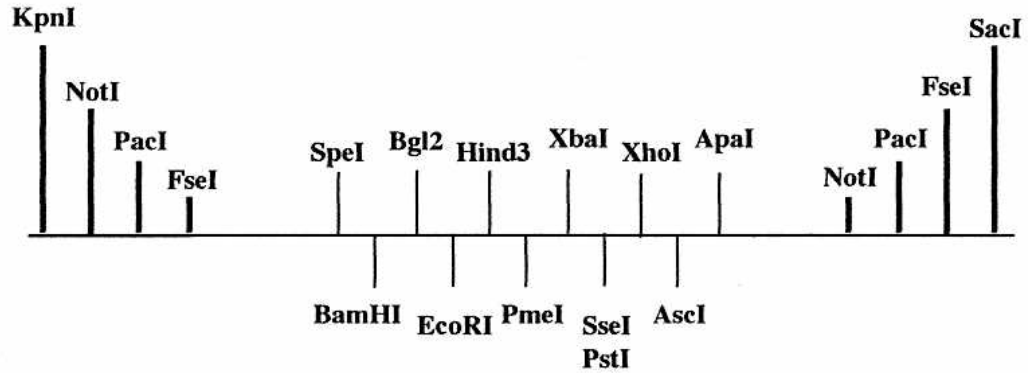 KpnI
SacI
NotI
FseI
PacI
PacI
FseI
SpeI
Bgl2
Hind3
XbaI
XhoI
ApaI
NotI
BamHI
EcoRI
PmeI
SseI
PstI
AscI